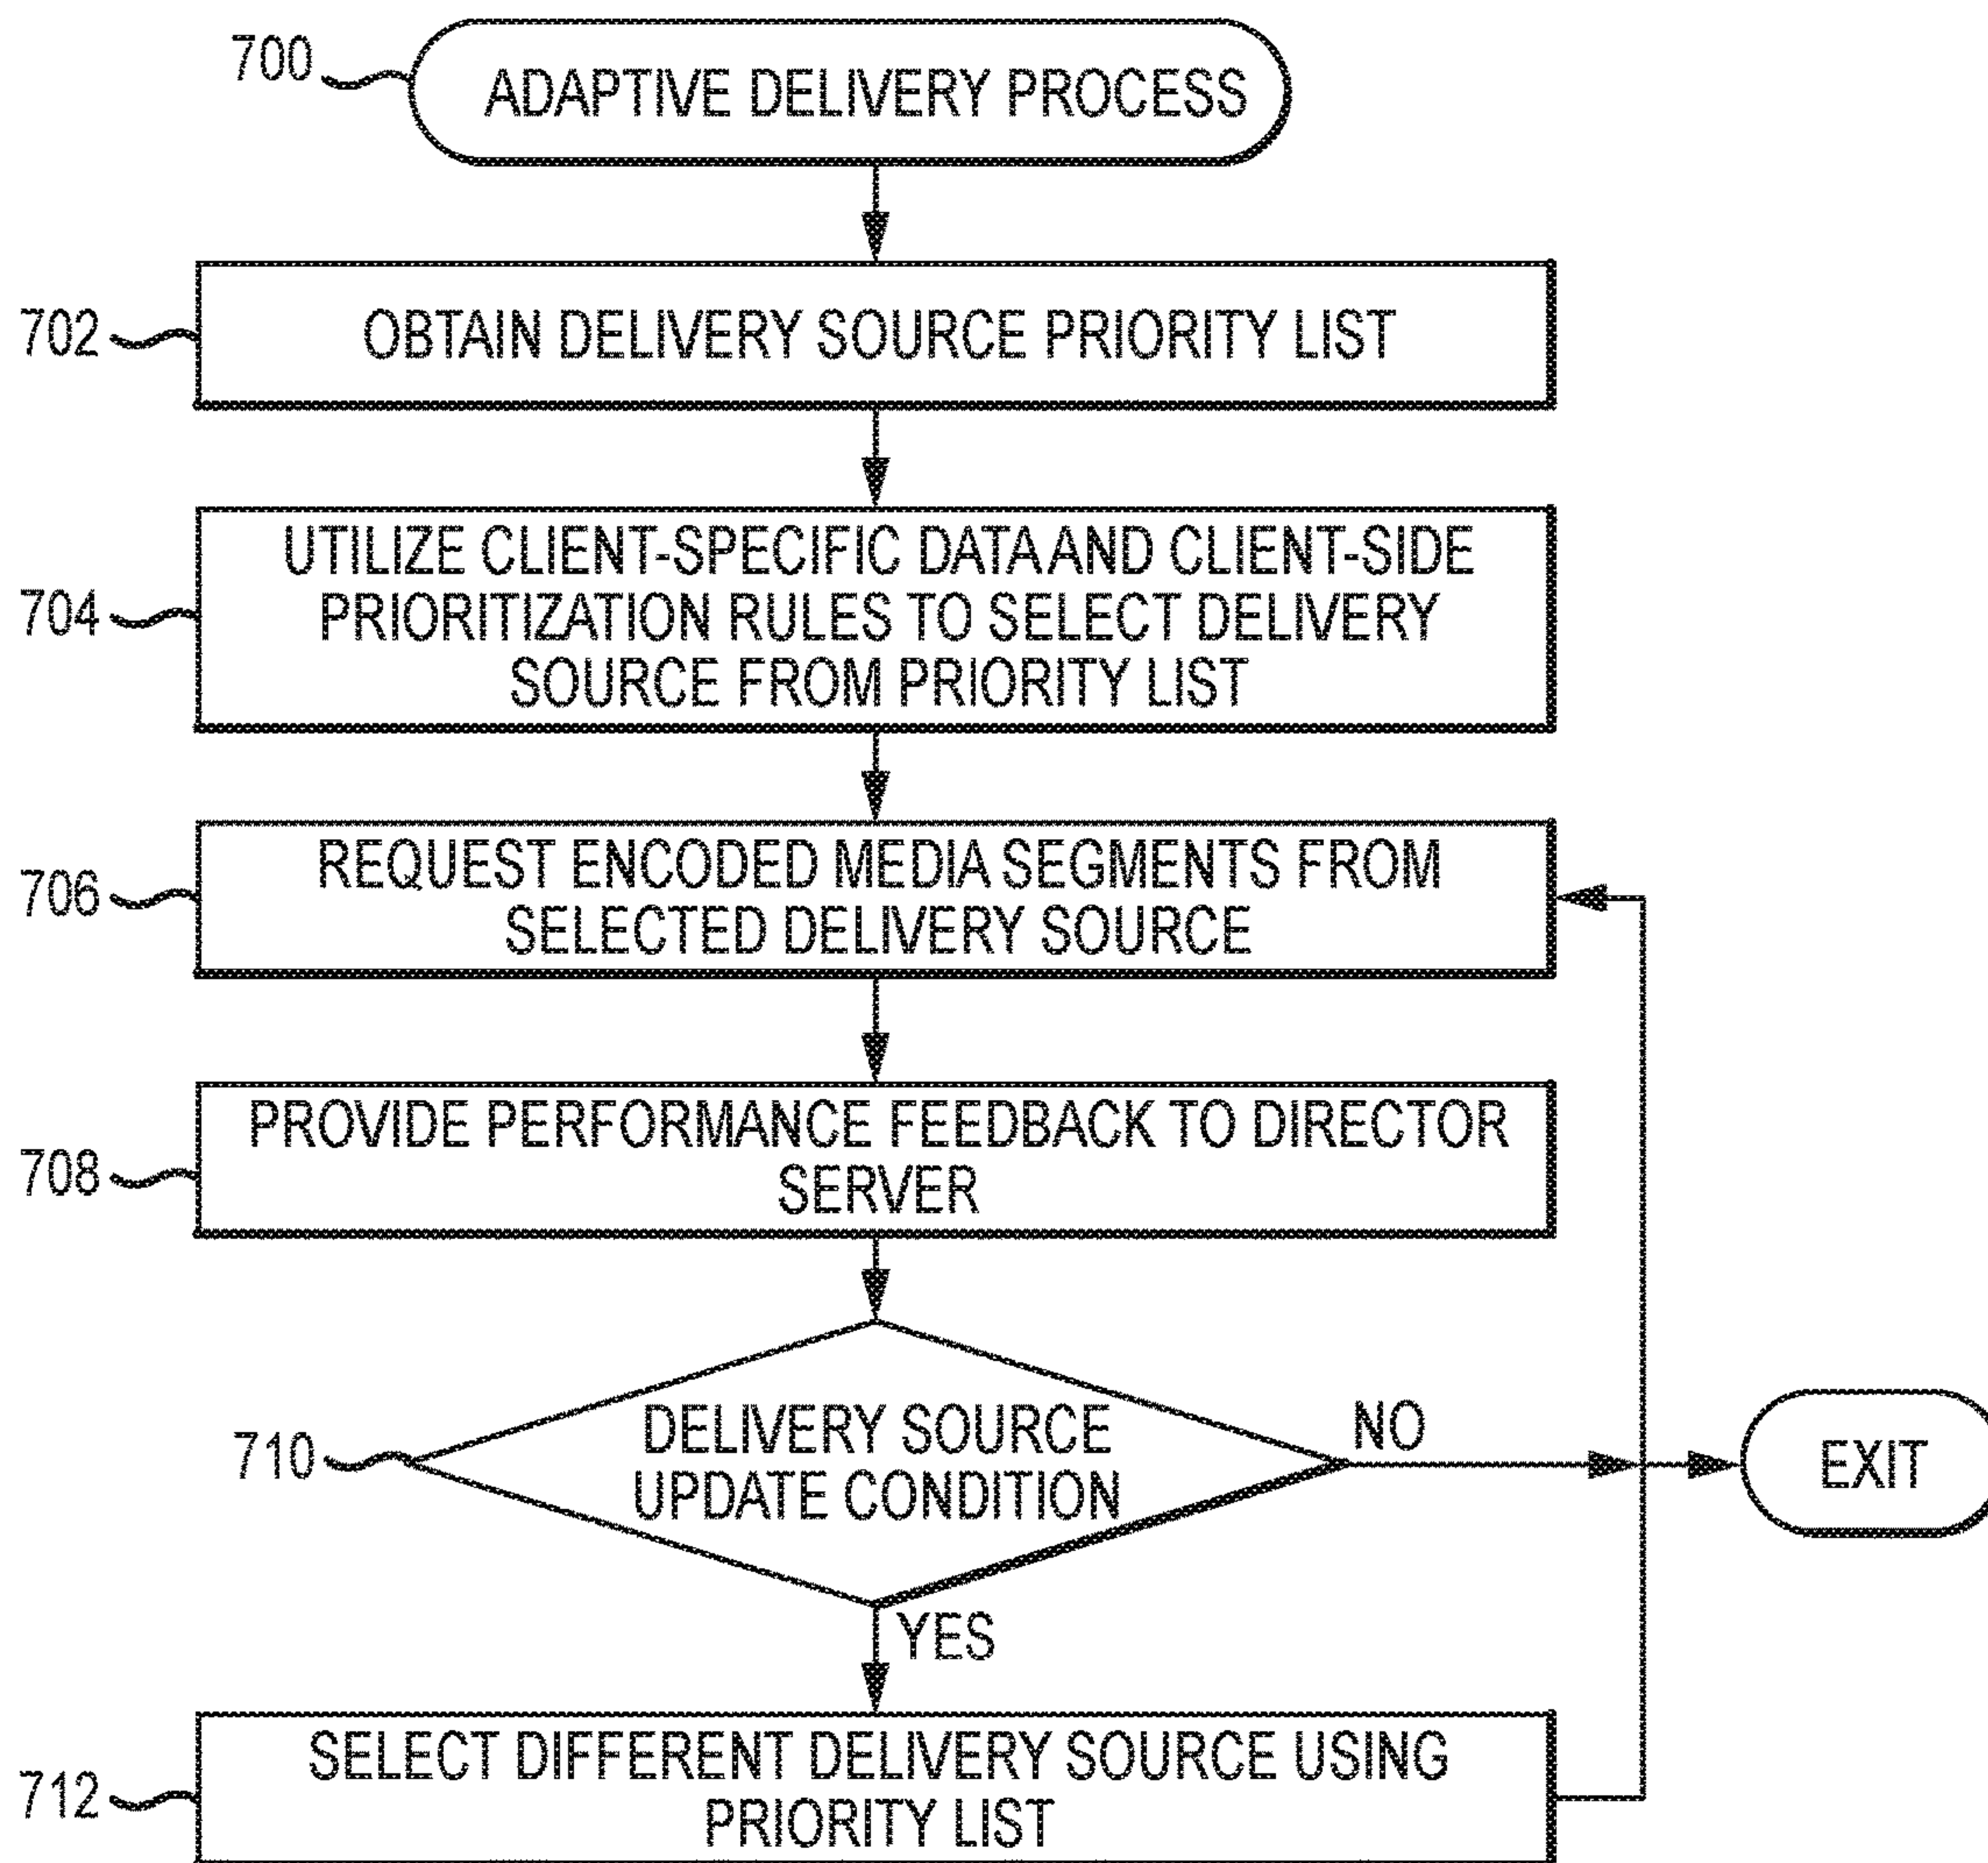 700
ADAPTIVE DELIVERY PROCESS
702
OBTAIN DELIVERY SOURCE PRIORITY LIST
704
UTILIZE CLIENT-SPECIFIC DATA AND CLIENT-SIDE
PRIORITIZATION RULES TO SELECT DELIVERY
SOURCE FROM PRIORITY LIST
706
REQUEST ENCODED MEDIA SEGMENTS FROM
SELECTED DELIVERY SOURCE
708
PROVIDE PERFORMANCE FEEDBACK TO DIRECTOR
SERVER
710
DELIVERY SOURCE
UPDATE CONDITION
NO
EXIT
YES
712
SELECT DIFFERENT DELIVERY SOURCE USING
PRIORITY LIST